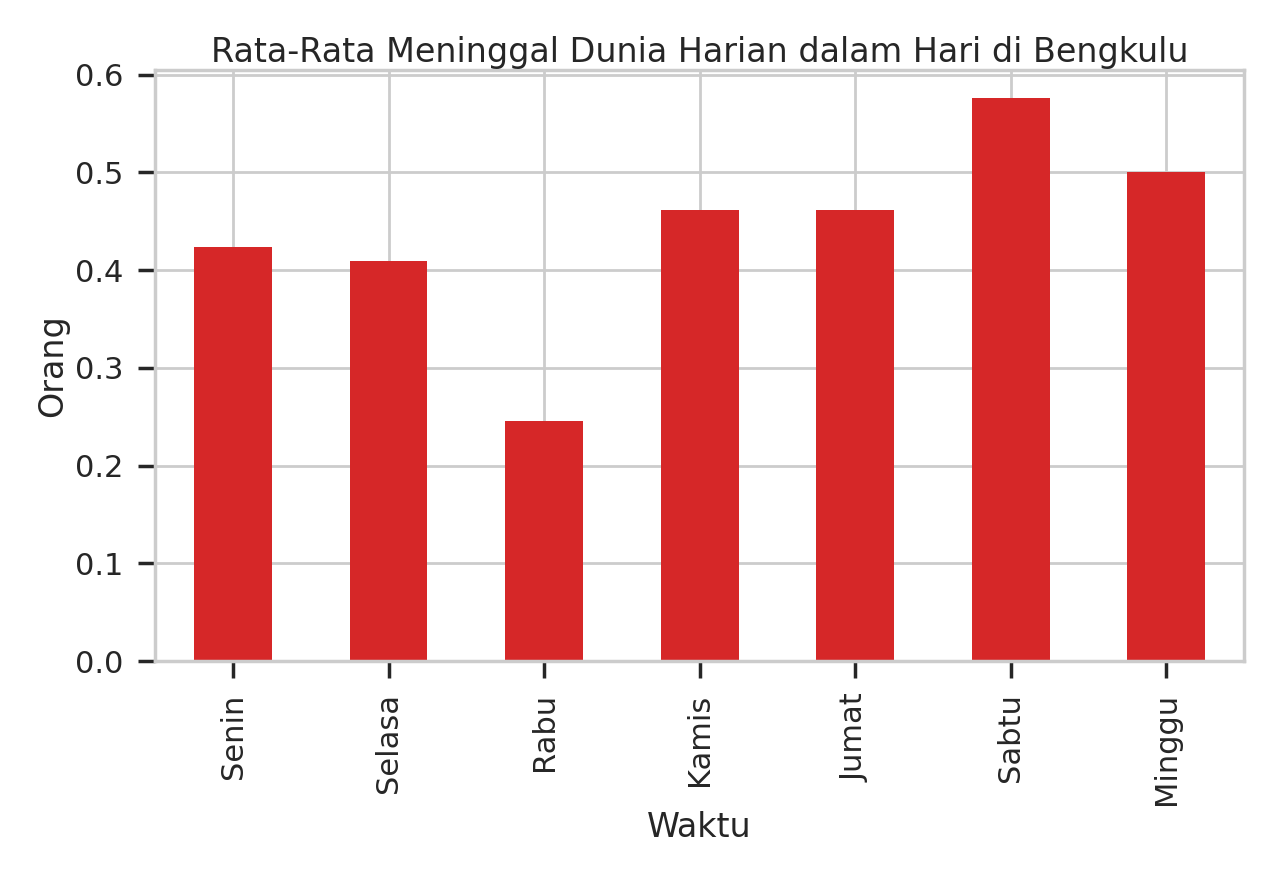 Rata-Rata Meninggal Dunia Harian dalam Hari di Bengkulu
0.6
0.5
0.4
0.3
0.2
0.1
0.0
Orang
Senin
Selasa
Rabu
Kamis
Jumat
Sabtu
Minggu
Waktu